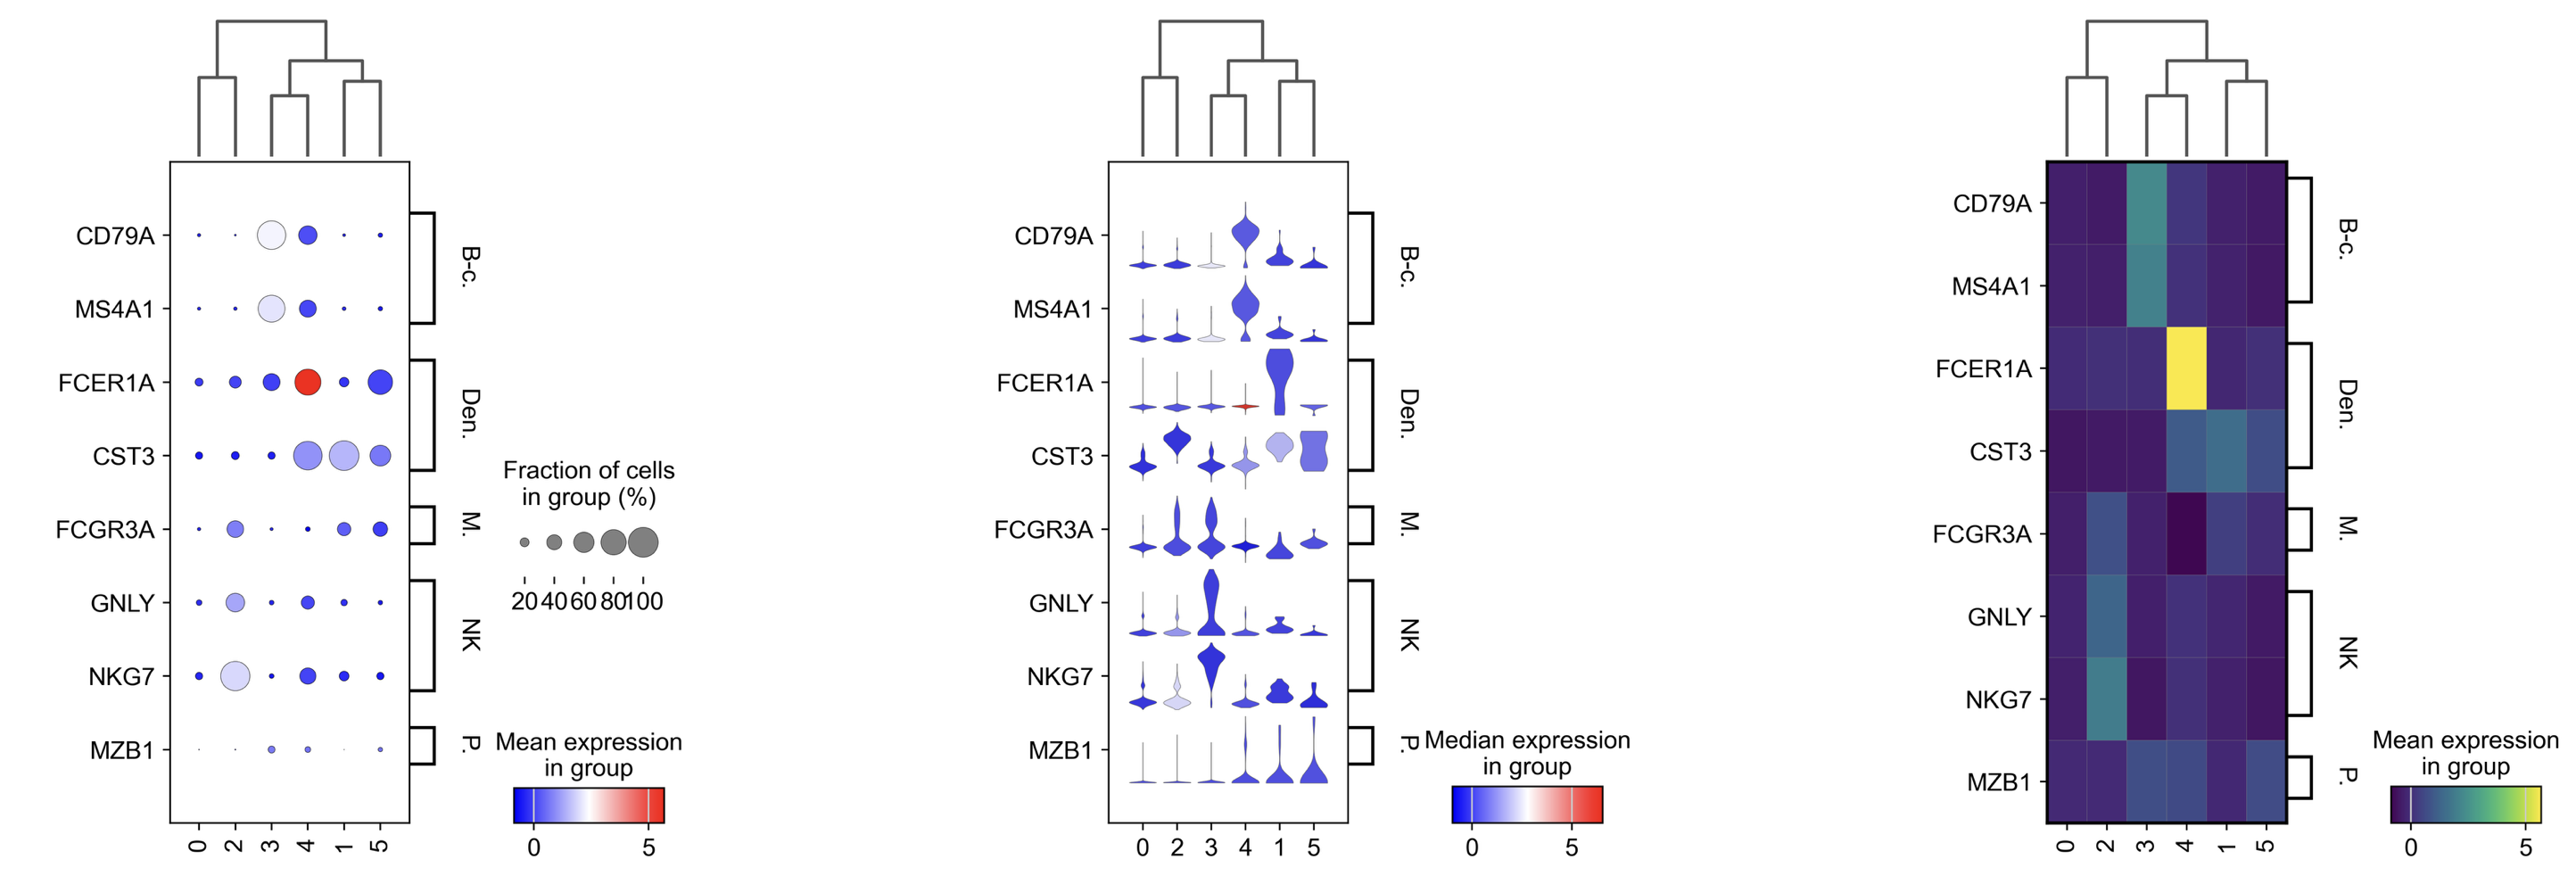 CD79A
MS4A1
FCER1A
CST3
FCGR3A
GNLY
NKG7
MZB1
B-c.
Den.
M.
NK
P.
0 2 3 4 1 5
Fraction of cells
in group (%)
20 40 60 80 100
Mean expression
in group
0 5
CD79A
MS4A1
FCER1A
CST3
FCGR3A
GNLY
NKG7
MZB1
B-c.
Den.
M.
NK
P.
0 2 3 4 1 5
Median expression
in group
0 5
CD79A
MS4A1
FCER1A
CST3
FCGR3A
GNLY
NKG7
MZB1
B-c.
Den.
M.
NK
P.
0 2 3 4 1 5
Mean expression
in group
0 5